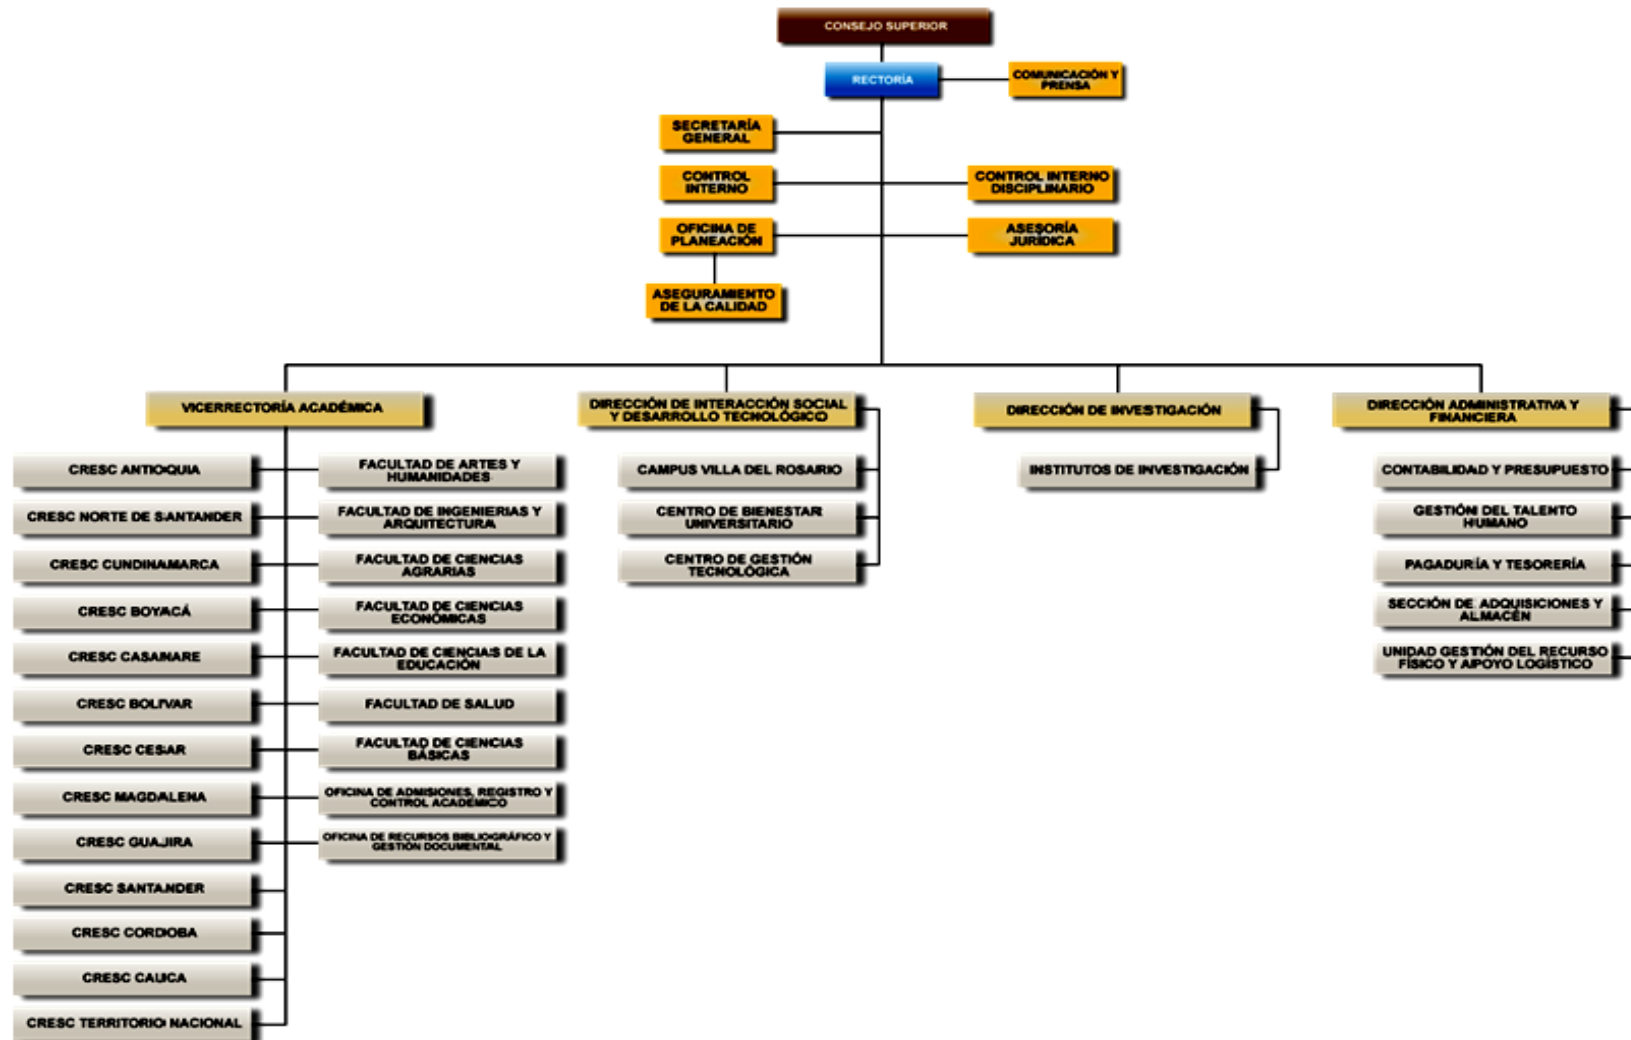 CONSEJO SUPERIOR
RECTORÍA
COMUNICACIÓN Y
PRENSA
SECRETARÍA
GENERAL
CONTROL
INTERNO
CONTROL INTERNO
DISCIPLINARIO
OFICINA DE
PLANEACIÓN
ASESORÍA
JURÍDICA
ASEGURAMIENTO
DE LA CALIDAD
VICERRECTORÍA ACADÉMICA
CRESC ANTIOQUIA
CRESC NORTE DE SANTANDER
CRESC CUNDINAMARCA
CRESC BOYACÁ
CRESC CASANARE
CRESC BOLIVAR
CRESC CESAR
CRESC MAGDALENA
CRESC GUAJIRA
CRESC SANTANDER
CRESC CORDOBA
CRESC CAUCA
CRESC TERRITORIO NACIONAL
FACULTAD DE ARTES Y
HUMANIDADES
FACULTAD DE INGENIERIAS Y
ARQUITECTURA
FACULTAD DE CIENCIAS
AGRARIAS
FACULTAD DE CIENCIAS
ECONÓMICAS
FACULTAD DE CIENCIAS DE LA
EDUCACIÓN
FACULTAD DE SALUD
FACULTAD DE CIENCIAS
BÁSICAS
OFICINA DE ADMISIONES, REGISTRO Y
CONTROL ACADÉMICO
OFICINA DE RECURSOS BIBLIOGRÁFICO Y
GESTIÓN DOCUMENTAL
DIRECCIÓN DE INTERACCIÓN SOCIAL
Y DESARROLLO TECNOLÓGICO
CAMPUS VILLA DEL ROSARIO
CENTRO DE BIENESTAR
UNIVERSITARIO
CENTRO DE GESTIÓN
TECNOLÓGICA
DIRECCIÓN DE INVESTIGACIÓN
INSTITUTOS DE INVESTIGACIÓN
DIRECCIÓN ADMINISTRATIVA Y
FINANCIERA
CONTABILIDAD Y PRESUPUESTO
GESTIÓN DEL TALENTO
HUMANO
PAGADURÍA Y TESORERÍA
SECCIÓN DE ADQUISICIONES Y
ALMACÉN
UNIDAD GESTIÓN DEL RECURSO
FÍSICO Y APOYO LOGÍSTICO